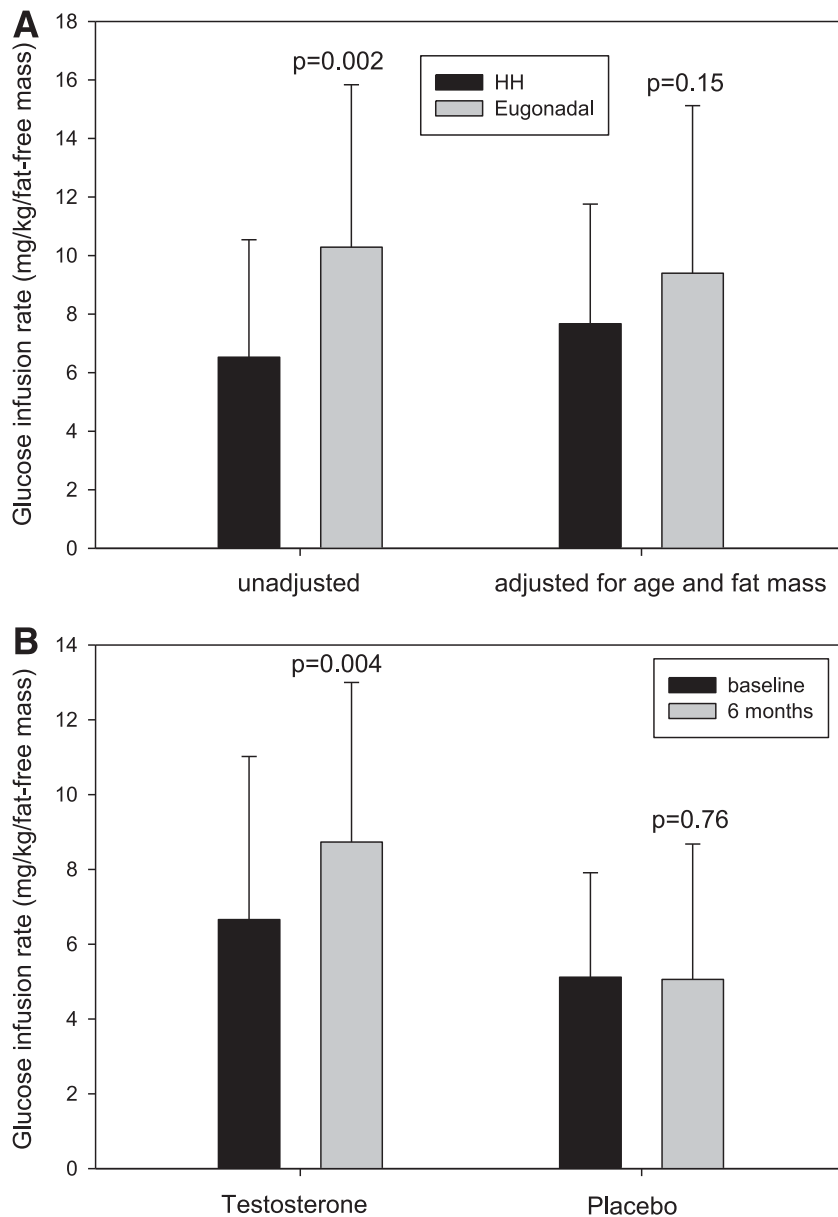 A
Glucose infusion rate (mg/kg/fat-free mass)
18
16
14
12
10
8
6
4
2
0
p=0.002
HH
Eugonadal
p=0.15
unadjusted
adjusted for age and fat mass
B
Glucose infusion rate (mg/kg/fat-free mass)
14
12
10
8
6
4
2
0
p=0.004
baseline
6 months
p=0.76
Testosterone
Placebo